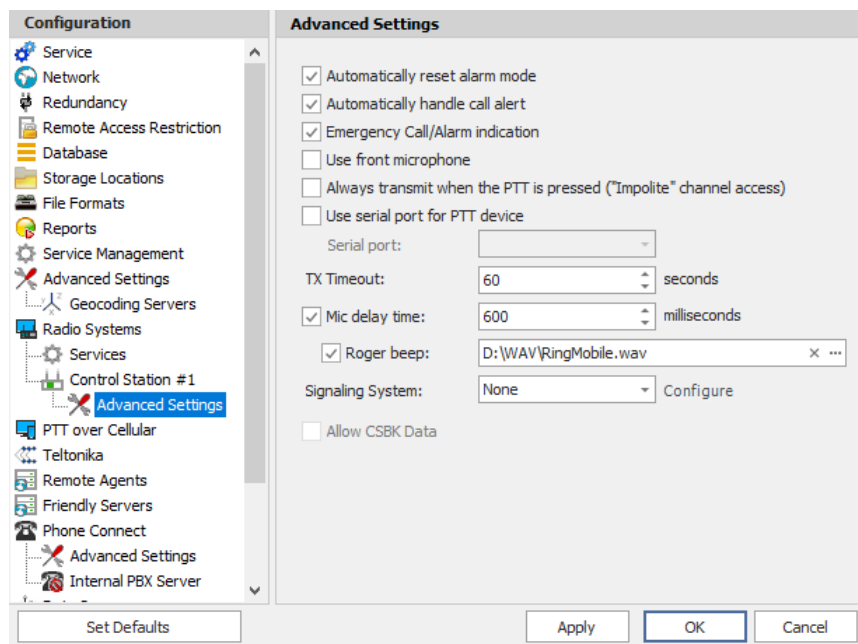 Configuration
Service
Network
Redundancy
Remote Access Restriction
Database
Storage Locations
File Formats
Reports
Service Management
Advanced Settings
Geocoding Servers
Radio Systems
Services
Control Station #1
Advanced Settings
PTT over Cellular
Teltonika
Remote Agents
Friendly Servers
Phone Connect
Advanced Settings
Internal PBX Server
Set Defaults
Advanced Settings
Automatically reset alarm mode
Automatically handle call alert
Emergency Call/Alarm indication
Use front microphone
Always transmit when the PTT is pressed ("Impolite" channel access)
Use serial port for PTT device
Serial port:
TX Timeout: 60 seconds
Mic delay time: 600 milliseconds
Roger beep: D:\WAV\RingMobile.wav
Signaling System: None Configure
Allow CSBK Data
Apply OK Cancel